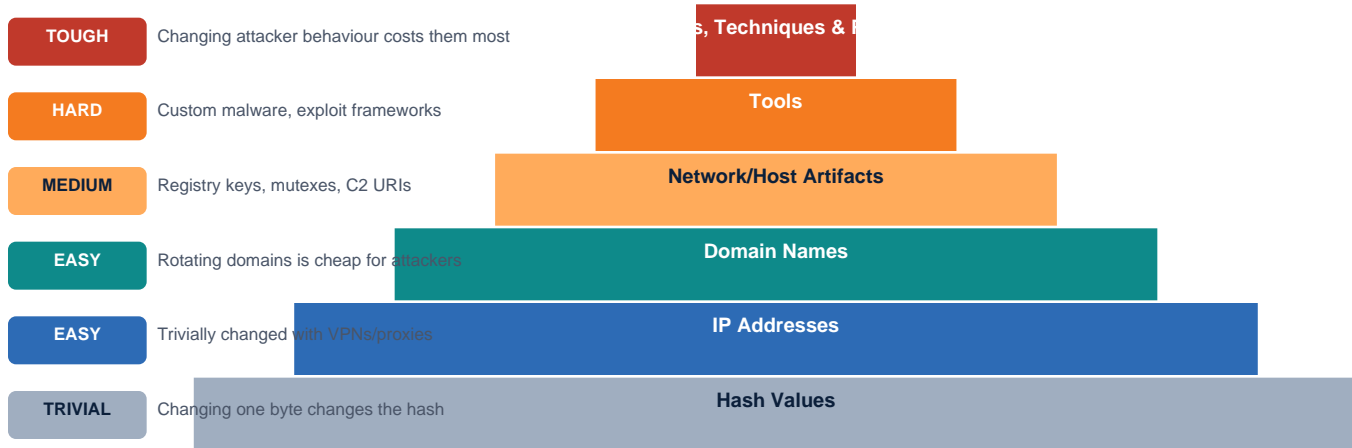 TOUGH Changing attacker behaviour costs them most s, Techniques &
HARD Custom malware, exploit frameworks Tools
MEDIUM Registry keys, mutexes, C2 URIs Network/Host Artifacts
EASY Rotating domains is cheap for attackers Domain Names
EASY Trivially changed with VPNs/proxies IP Addresses
TRIVIAL Changing one byte changes the hash Hash Values